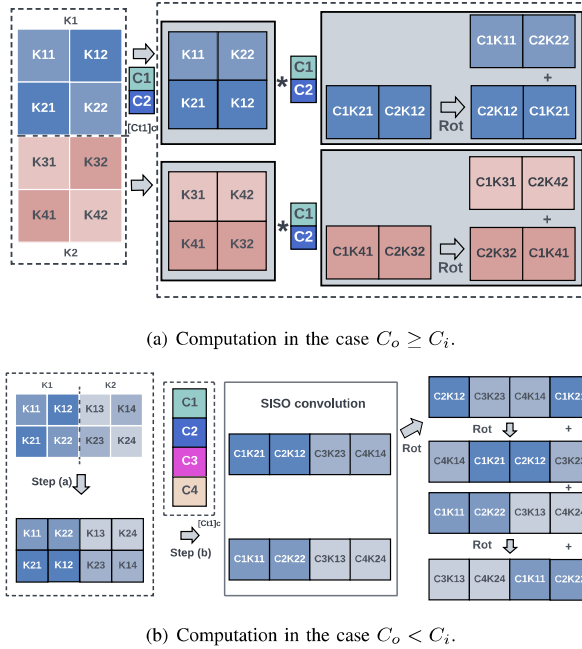 K1
K11 K12
K21 K22
K31 K32
K41 K42
K2
C1
C2
[Ct1]c
K11 K22
K21 K12
* C1
C2
C1K11 C2K22
+
C1K21 C2K12 Rot C2K12 C1K21
K31 K42
K41 K32
* C1
C2
C1K31 C2K42
+
C1K41 C2K32 Rot C2K32 C1K41
(a) Computation in the case Co ≥ Ci.
K1 K2
K11 K12 K13 K14
K21 K22 K23 K24
Step (a)
K11 K22 K13 K24
K21 K12 K23 K14
C1
C2
C3
C4
[Ct1]c
Step (b)
SISO convolution
C1K21 C2K12 C3K23 C4K14
C1K11 C2K22 C3K13 C4K24
Rot
C2K12 C3K23 C4K14 C1K21
Rot +
C4K14 C1K21 C2K12 C3K23
+
C1K11 C2K22 C3K13 C4K24
Rot +
C3K13 C4K24 C1K11 C2K22
(b) Computation in the case Co < Ci.